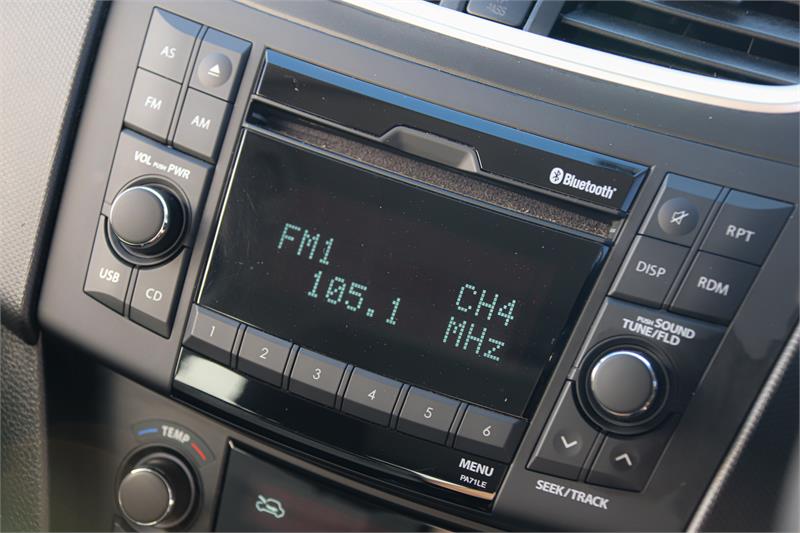 ASS
AS
FM
AM
VOL PUSH PWR
USB
CD
Bluetooth
FM1
105.1
CH4
MHz
1
2
3
4
5
6
MENU
PA71LE
RPT
DISP
RDM
PUSH SOUND
TUNE/FLD
SEEK/TRACK
TEMP